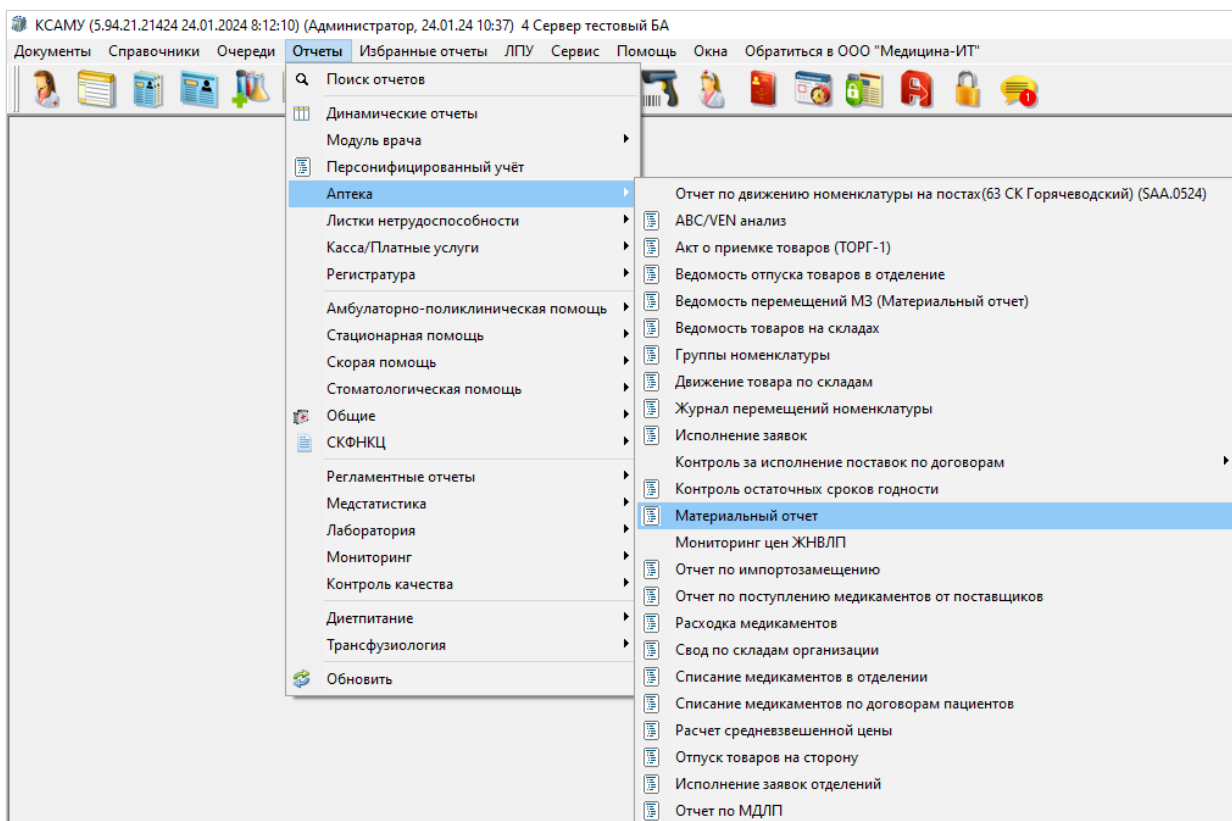 КСАМУ (5.94.21.21424 24.01.2024 8:12:10) (Администратор, 24.01.24 10:37) 4 Сервер тестовый БА
Документы Справочники Очереди Отчеты Избранные отчеты ЛПУ Сервис Помощь Окна Обратиться в ООО "Медицина-ИТ"
1
Поиск отчетов
Динамические отчеты
Модуль врача
Персонифицированный учёт
Аптека
Листки нетрудоспособности
Касса/Платные услуги
Регистратура
Амбулаторно-поликлиническая помощь
Стационарная помощь
Скорая помощь
Стоматологическая помощь
Общие
СКФНКЦ
Регламентные отчеты
Медстатистика
Лаборатория
Мониторинг
Контроль качества
Диетпитание
Трансфузиология
Обновить
Отчет по движению номенклатуры на постах(63 СК Горячеводский) (SAA.0524)
ABC/VEN анализ
Акт о приемке товаров (ТОРГ-1)
Ведомость отпуска товаров в отделение
Ведомость перемещений МЗ (Материальный отчет)
Ведомость товаров на складах
Группы номенклатуры
Движение товара по складам
Журнал перемещений номенклатуры
Исполнение заявок
Контроль за исполнение поставок по договорам
Контроль остаточных сроков годности
Материальный отчет
Мониторинг цен ЖНВЛП
Отчет по импортозамещению
Отчет по поступлению медикаментов от поставщиков
Расходка медикаментов
Свод по складам организации
Списание медикаментов в отделении
Списание медикаментов по договорам пациентов
Расчет средневзвешенной цены
Отпуск товаров на сторону
Исполнение заявок отделений
Отчет по МДЛП